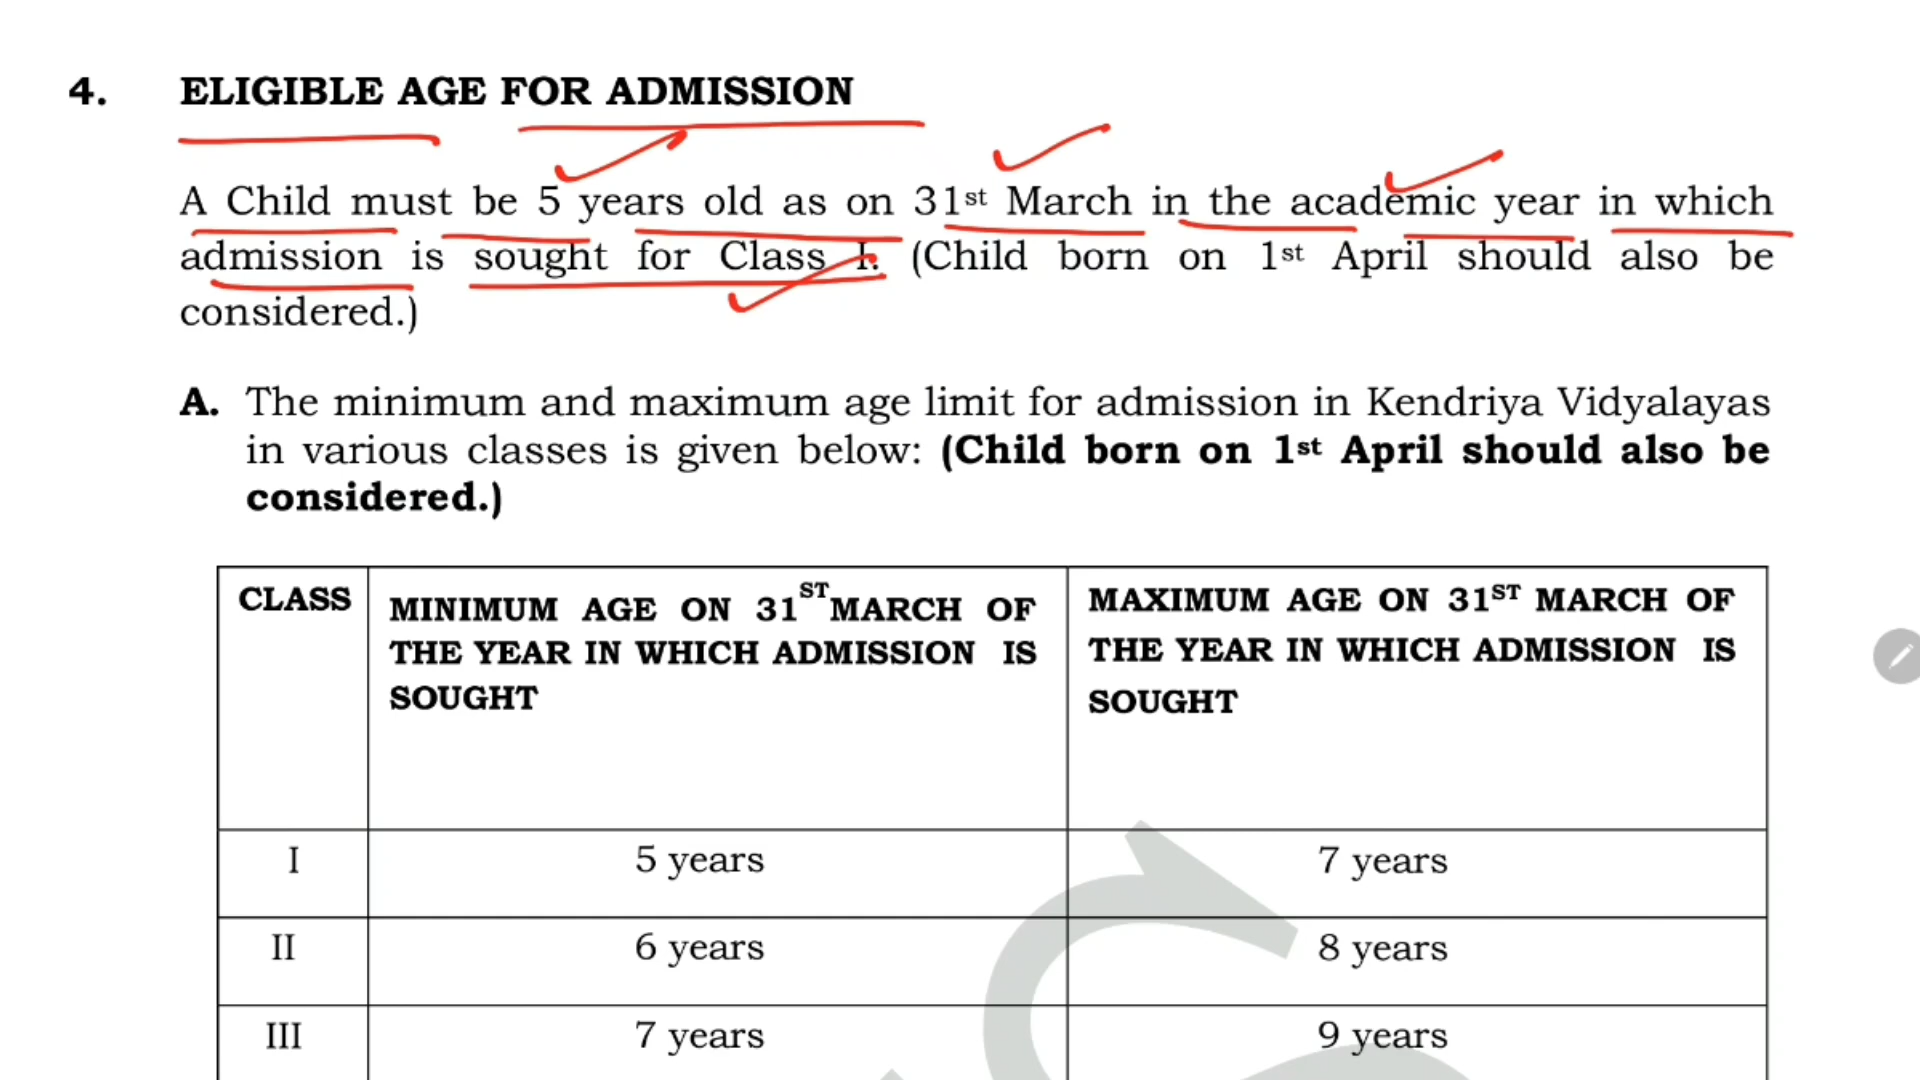 4. ELIGIBLE AGE FOR ADMISSION
A Child must be 5 years old as on 31st March in the academic year in which
admission is sought for Class I. (Child born on 1st April should also be
considered.)
A. The minimum and maximum age limit for admission in Kendriya Vidyalayas
in various classes is given below: (Child born on 1st April should also be
considered.)
CLASS
MINIMUM AGE ON 31ST MARCH OF
THE YEAR IN WHICH ADMISSION IS
SOUGHT
MAXIMUM AGE ON 31ST MARCH OF
THE YEAR IN WHICH ADMISSION IS
SOUGHT
I 5 years 7 years
II 6 years 8 years
III 7 years 9 years